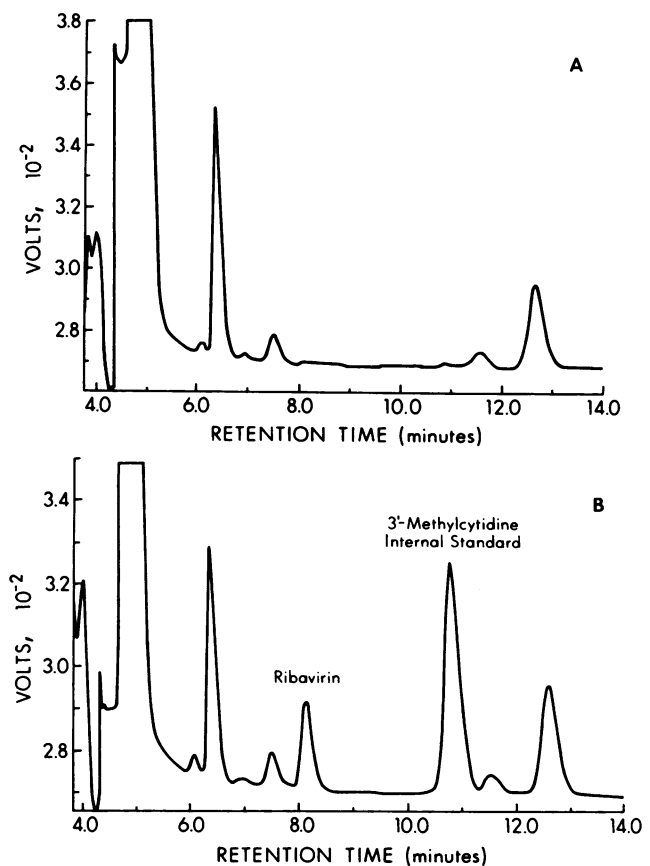 A
VOLTS, 10-2
3.8
3.6
3.4
3.2
3.0
2.8
4.0 6.0 8.0 10.0 12.0 14.0
RETENTION TIME (minutes)
B
VOLTS, 10-2
3.4
3.2
3.0
2.8
3'-Methylcytidine
Internal Standard
Ribavirin
4.0 6.0 8.0 10.0 12.0 14.0
RETENTION TIME (minutes)